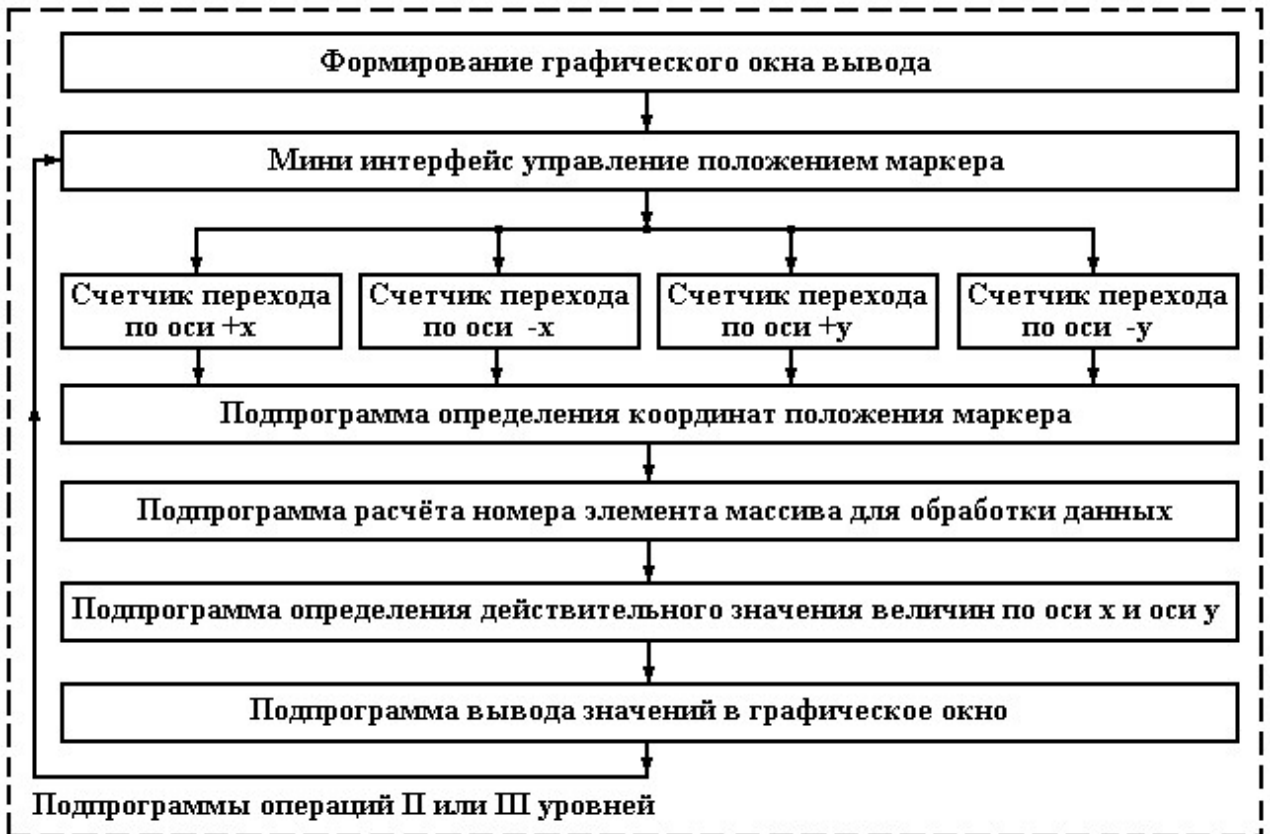 Формирование графического окна вывода
Мини интерфейс управление положением маркера
Счетчик перехода
по оси +x
Счетчик перехода
по оси -x
Счетчик перехода
по оси +y
Счетчик перехода
по оси -y
Подпрограмма определения координат положения маркера
Подпрограмма расчёта номера элемента массива для обработки данных
Подпрограмма определения действительного значения величин по оси x и оси y
Подпрограмма вывода значений в графическое окно
Подпрограммы операций II или III уровней